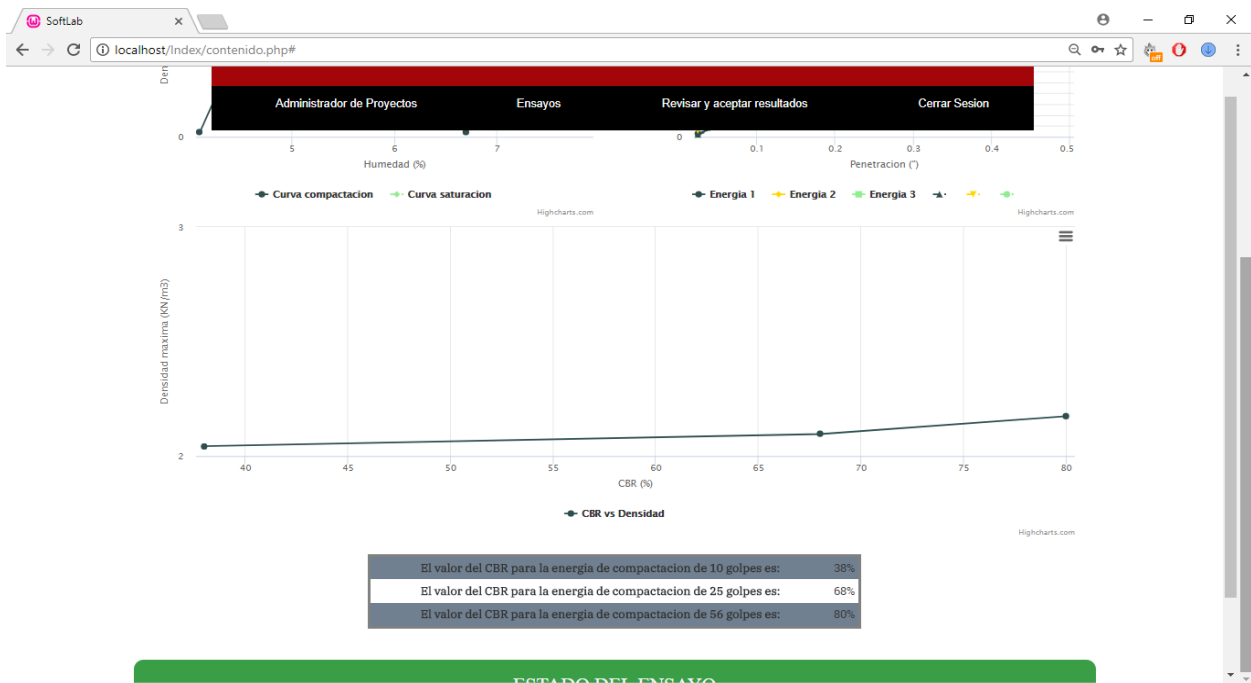 SoftLab
localhost/Index/contenido.php#
off
Den
Administrador de Proyectos
Ensayos
Revisar y aceptar resultados
Cerrar Sesion
0
5
6
7
Humedad (%)
Curva compactacion
Curva saturacion
Highcharts.com
0
0.1
0.2
0.3
0.4
0.5
Penetracion (")
Energia 1
Energia 2
Energia 3
Highcharts.com
3
2
Densidad maxima (KN/m3)
40
45
50
55
60
65
70
75
80
CBR (%)
CBR vs Densidad
Highcharts.com
El valor del CBR para la energia de compactacion de 10 golpes es: 38%
El valor del CBR para la energia de compactacion de 25 golpes es: 68%
El valor del CBR para la energia de compactacion de 56 golpes es: 80%
ESTADO DEL ENSAYO